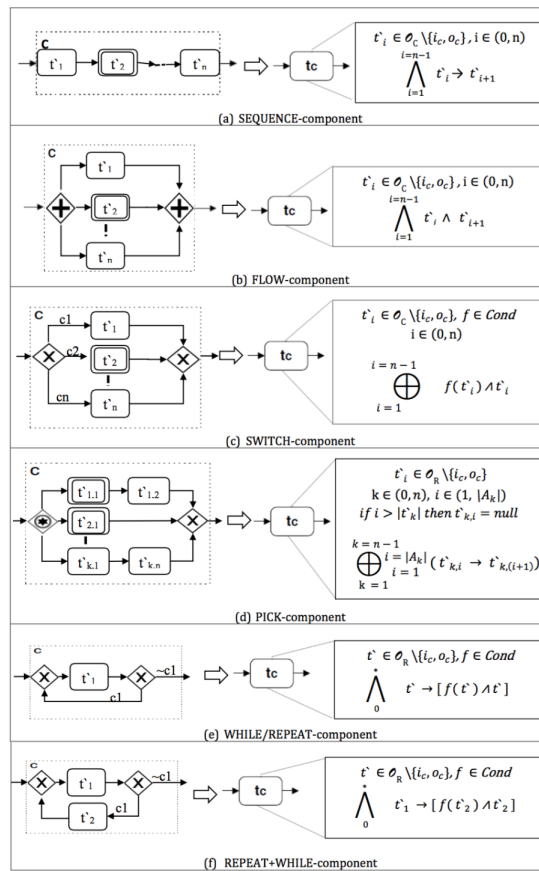 C
t`1 t`2 t`n
tc
t`i ∈ 𝒪C \{ic, oc} , i ∈ (0, n)
i=n−1
⋀ t`i → t`i+1
i=1
(a) SEQUENCE-component
C
t`1
t`2
t`n
tc
t`i ∈ 𝒪C \{ic, oc} , i ∈ (0, n)
i=n−1
⋀ t`i ∧ t`i+1
i=1
(b) FLOW-component
C
c1 t`1
c2 t`2
cn t`n
tc
t`i ∈ 𝒪C \{ic, oc}, f ∈ Cond
i ∈ (0, n)
i = n − 1
⨁ f(t`i) ∧ t`i
i = 1
(c) SWITCH-component
C
t`1.1 t`1.2
t`2.1
t`k.1 t`k.n
tc
t`i ∈ 𝒪R \{ic, oc}
k ∈ (0, n), i ∈ (1, |Ak|)
if i > |t`k| then t`k,i = null
k = n − 1
⨁ i = |Ak| i = 1 (t`k,i → t`k,(i+1))
k = 1
(d) PICK-component
C
t`1 ~c1
c1
tc
t` ∈ 𝒪R \{ic, oc}, f ∈ Cond
*
⋀ t` → [ f(t`) ∧ t`]
0
(e) WHILE/REPEAT-component
C
t`1 ~c1
t`2 c1
tc
t` ∈ 𝒪R \{ic, oc}, f ∈ Cond
*
⋀ t`1 → [ f(t`2) ∧ t`2]
0
(f) REPEAT+WHILE-component